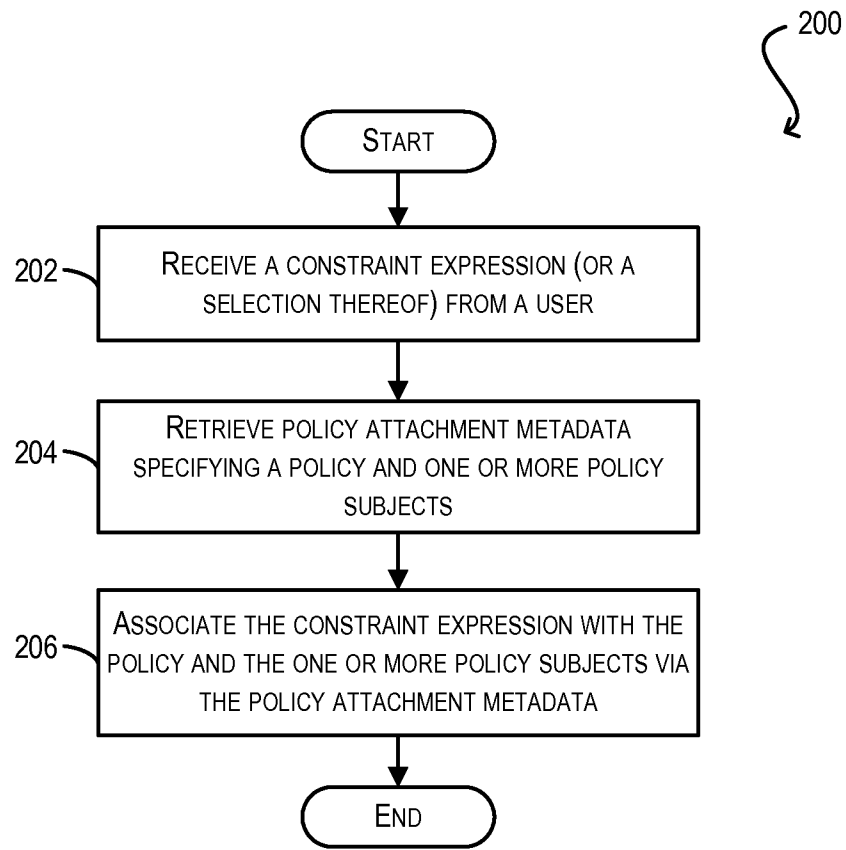 200
START
202
RECEIVE A CONSTRAINT EXPRESSION (OR A
SELECTION THEREOF) FROM A USER
204
RETRIEVE POLICY ATTACHMENT METADATA
SPECIFYING A POLICY AND ONE OR MORE POLICY
SUBJECTS
206
ASSOCIATE THE CONSTRAINT EXPRESSION WITH THE
POLICY AND THE ONE OR MORE POLICY SUBJECTS VIA
THE POLICY ATTACHMENT METADATA
END